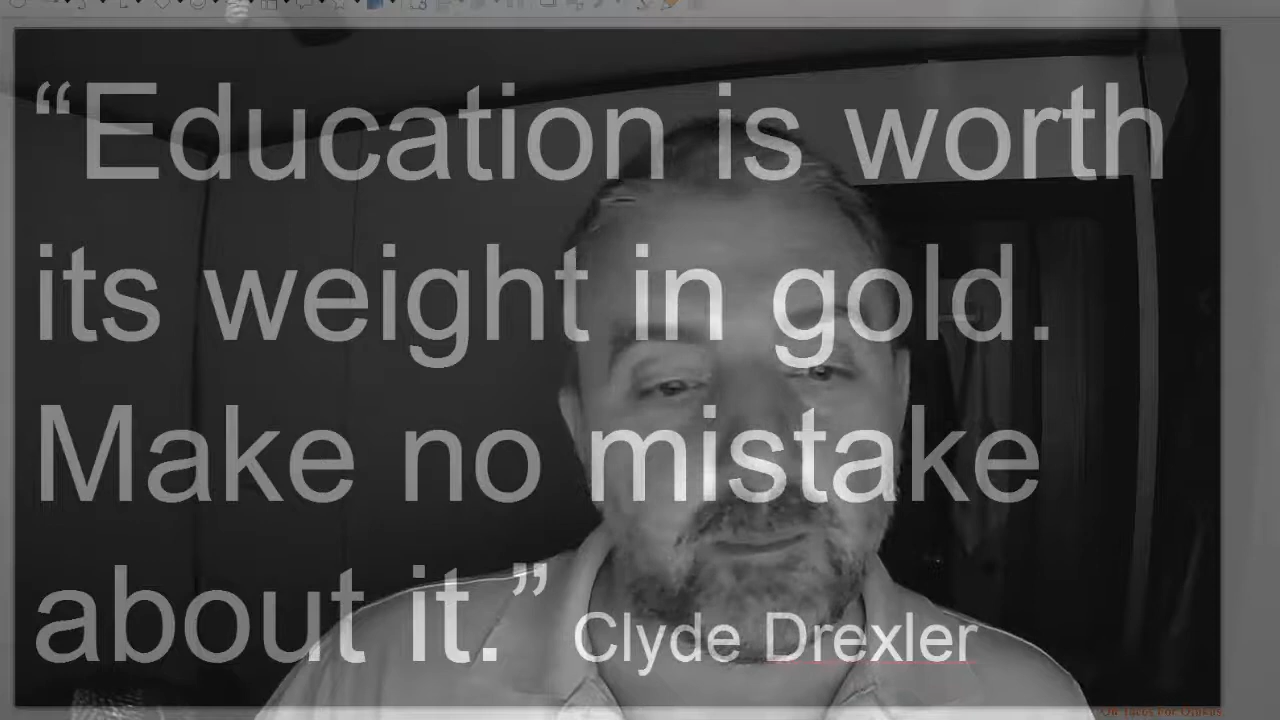 “Education is worth
its weight in gold.
Make no mistake
about it.” Clyde Drexler